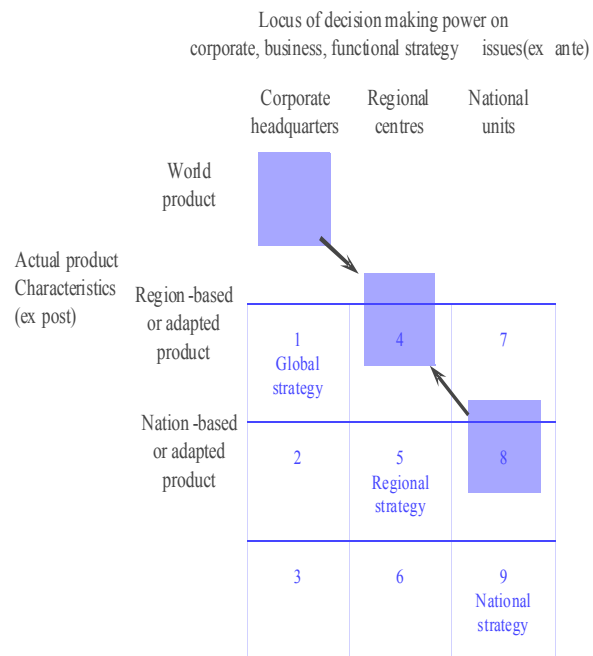 Locus of decision making power on
corporate, business, functional strategy issues(ex ante)
Corporate
headquarters
Regional
centres
National
units
World
product
Actual product
Characteristics
(ex post)
Region -based
or adapted
product
1
Global
strategy
4
7
Nation -based
or adapted
product
2
5
Regional
strategy
8
3
6
9
National
strategy